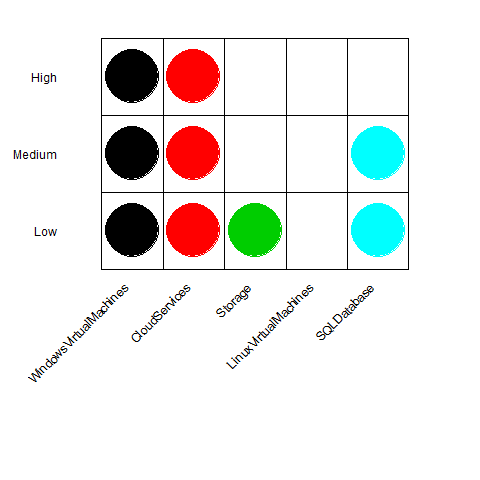 High
Medium
Low
WindowsVirtualMachines
CloudServices
Storage
LinuxVirtualMachines
SQLDatabase